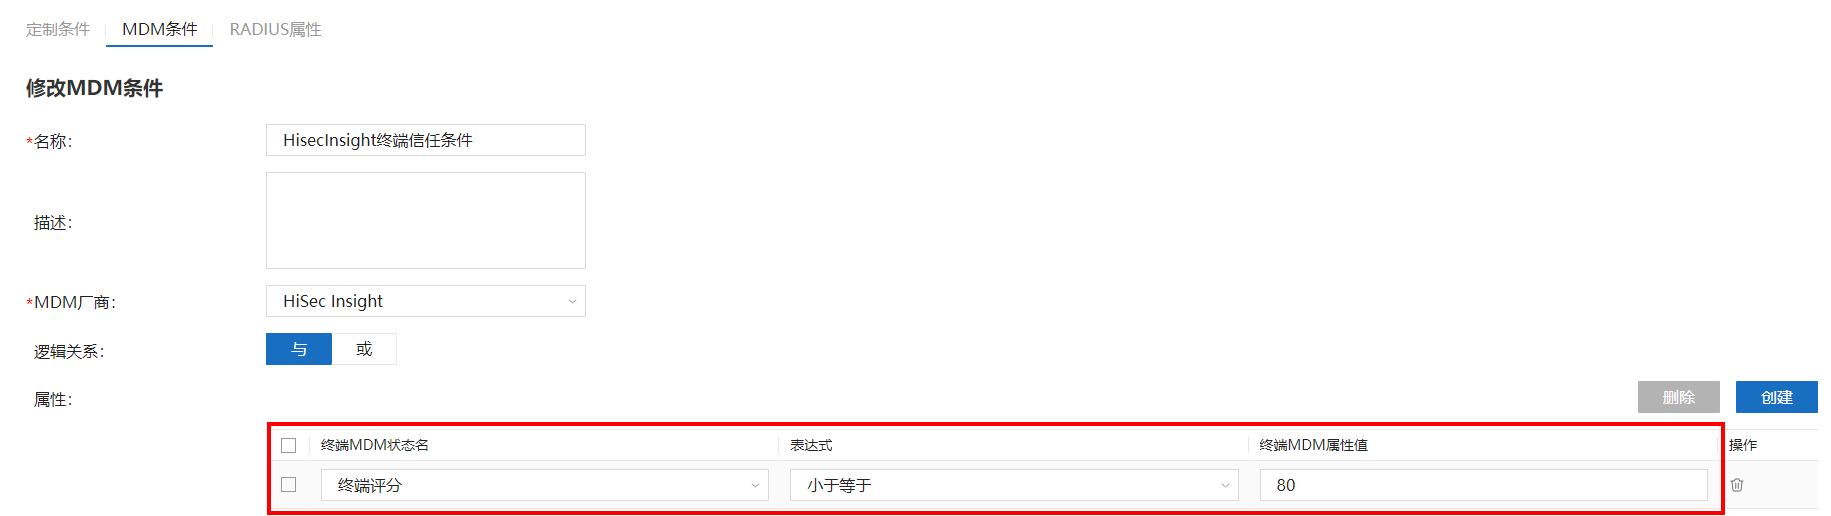 定制条件 MDM条件 RADIUS属性
修改MDM条件
*名称: HisecInsight终端信任条件
描述:
*MDM厂商: HiSec Insight
逻辑关系: 与 或
属性: 删除 创建
终端MDM状态名 表达式 终端MDM属性值 操作
终端评分 小于等于 80